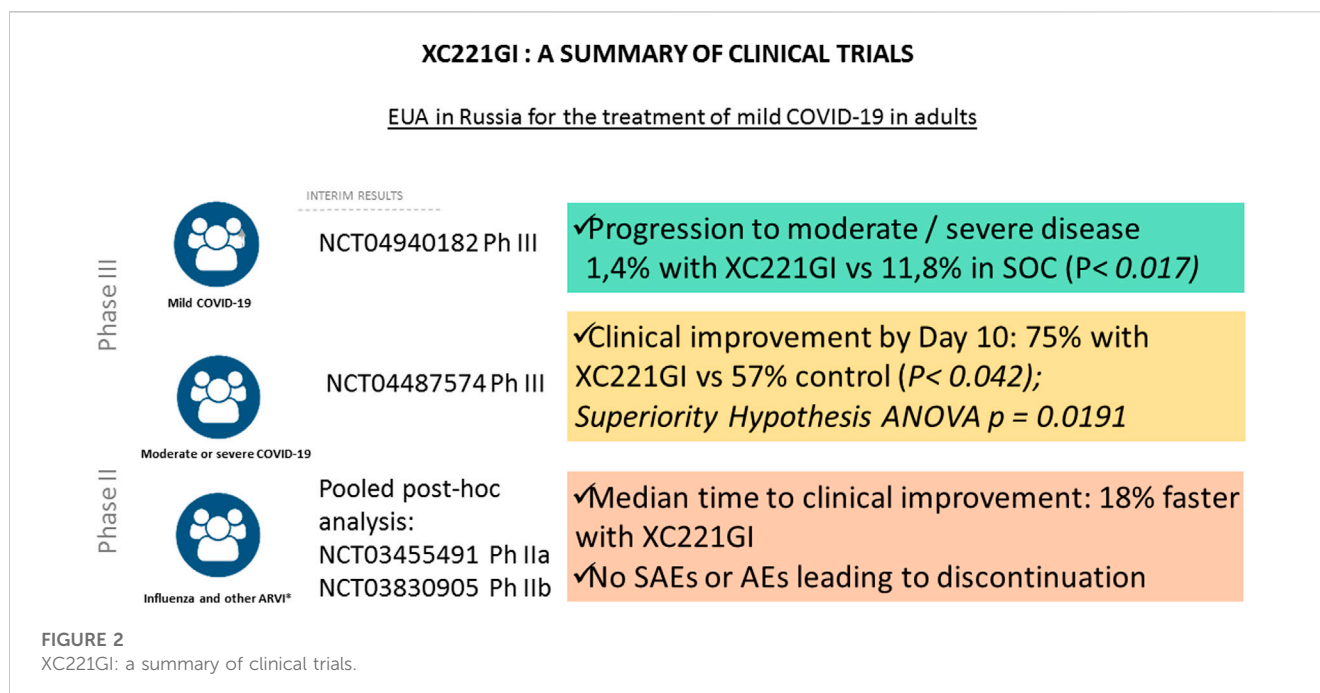 XC221GI : A SUMMARY OF CLINICAL TRIALS
EUA in Russia for the treatment of mild COVID-19 in adults
Phase III
INTERIM RESULTS
Mild COVID-19
NCT04940182 Ph III
✓Progression to moderate / severe disease
1,4% with XC221GI vs 11,8% in SOC (P< 0.017)
Moderate or severe COVID-19
NCT04487574 Ph III
✓Clinical improvement by Day 10: 75% with
XC221GI vs 57% control (P< 0.042);
Superiority Hypothesis ANOVA p = 0.0191
Phase II
Influenza and other ARVI*
Pooled post-hoc
analysis:
NCT03455491 Ph IIa
NCT03830905 Ph IIb
✓Median time to clinical improvement: 18% faster
with XC221GI
✓No SAEs or AEs leading to discontinuation
FIGURE 2
XC221GI: a summary of clinical trials.